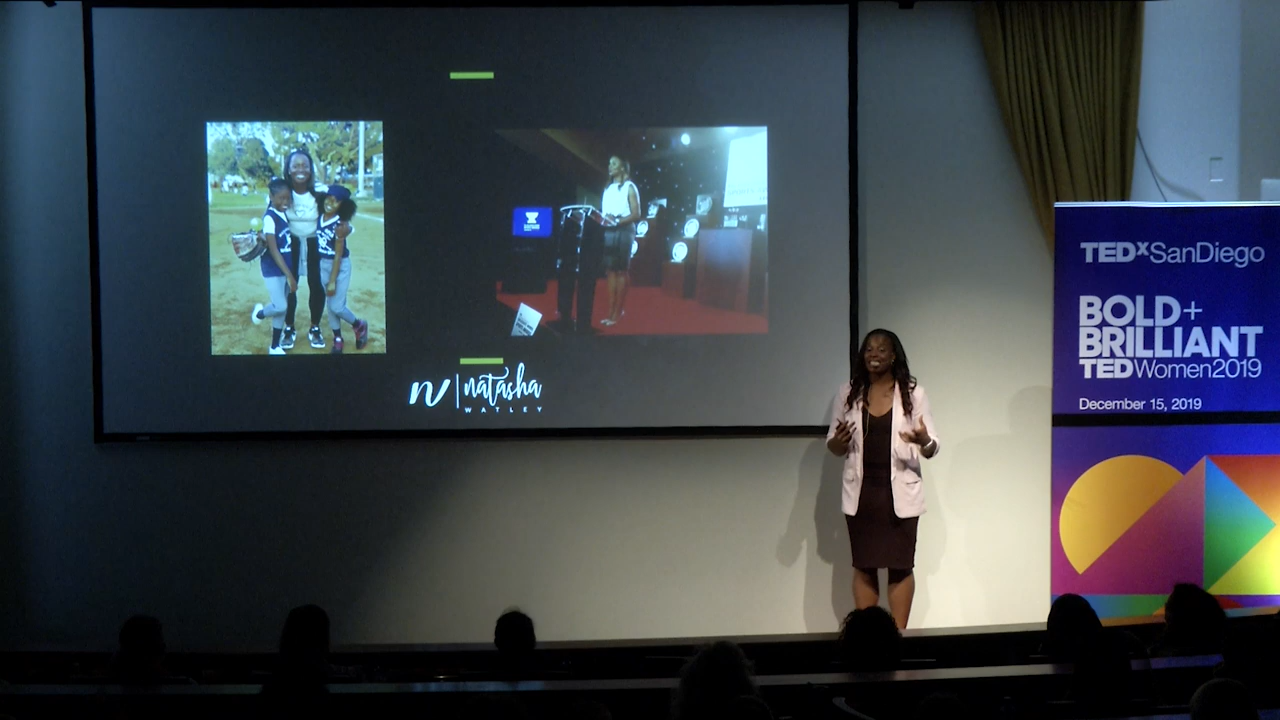 TEDxSanDiego
BOLD+
BRILLIANT
TEDWomen2019
December 15, 2019
n | natasha
WATLEY